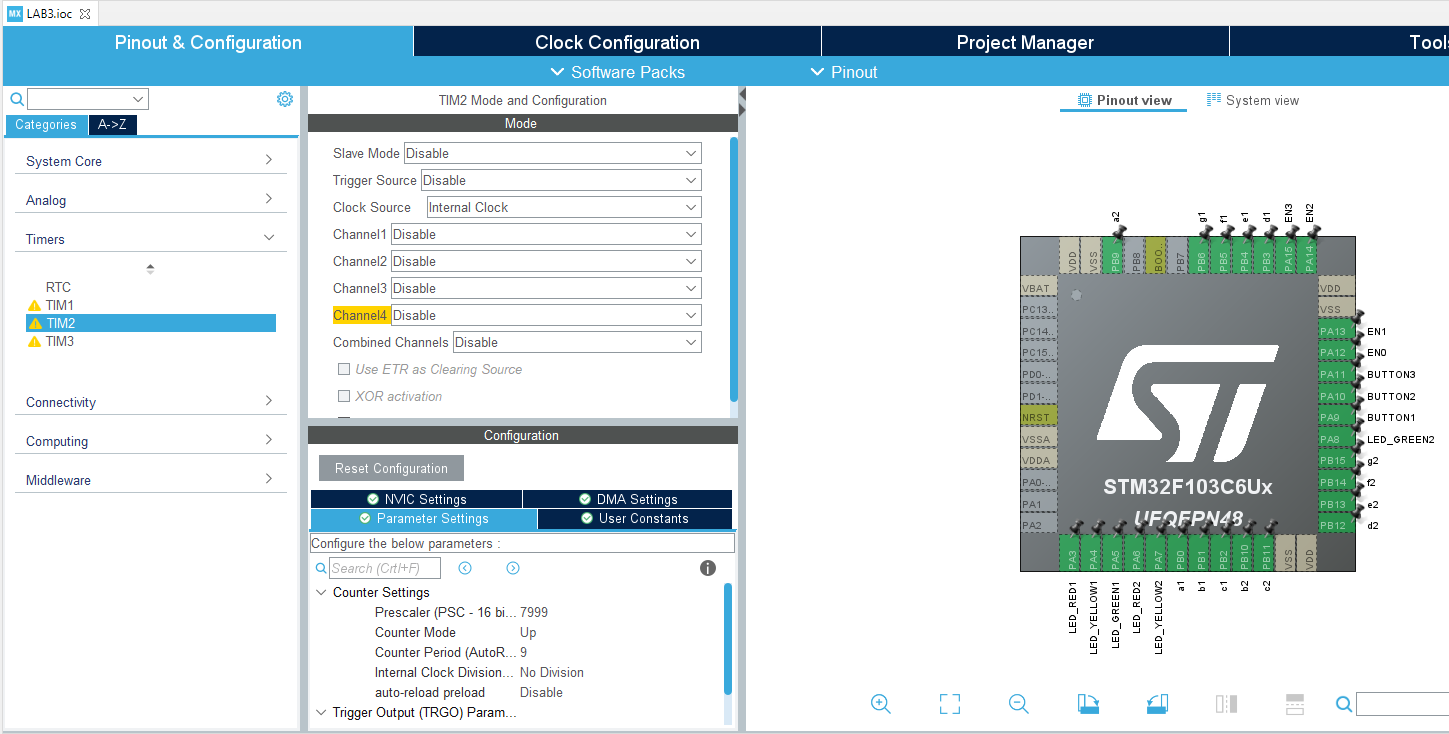 MX LAB3.ioc
Pinout & Configuration
Clock Configuration
Project Manager
Tools
Software Packs
Pinout
Categories
A->Z
System Core
Analog
Timers
RTC
TIM1
TIM2
TIM3
Connectivity
Computing
Middleware
TIM2 Mode and Configuration
Mode
Slave Mode Disable
Trigger Source Disable
Clock Source Internal Clock
Channel1 Disable
Channel2 Disable
Channel3 Disable
Channel4 Disable
Combined Channels Disable
Use ETR as Clearing Source
XOR activation
Configuration
Reset Configuration
NVIC Settings
DMA Settings
Parameter Settings
User Constants
Configure the below parameters :
Search (Crtl+F)
Counter Settings
Prescaler (PSC - 16 bi... 7999
Counter Mode Up
Counter Period (AutoR... 9
Internal Clock Division... No Division
auto-reload preload Disable
Trigger Output (TRGO) Param...
Pinout view
System view
a2
g1
f1
e1
d1
EN3
EN2
VDD
VSS
PB9
PB8
BOO..
PB7
PB6
PB5
PB4
PB3
PA15
PA14
VBAT
PC13..
PC14..
PC15..
PD0-..
PD1-..
NRST
VSSA
VDDA
PA0-..
PA1
PA2
VDD
VSS
PA13 EN1
PA12 EN0
PA11 BUTTON3
PA10 BUTTON2
PA9 BUTTON1
PA8 LED_GREEN2
PB15 g2
PB14 f2
PB13 e2
PB12 d2
ST
STM32F103C6Ux
UFQFPN48
PA3
PA4
PA5
PA6
PA7
PB0
PB1
PB2
PB10
PB11
VSS
VDD
LED_RED1
LED_YELLOW1
LED_GREEN1
LED_RED2
LED_YELLOW2
a1
b1
c1
b2
c2